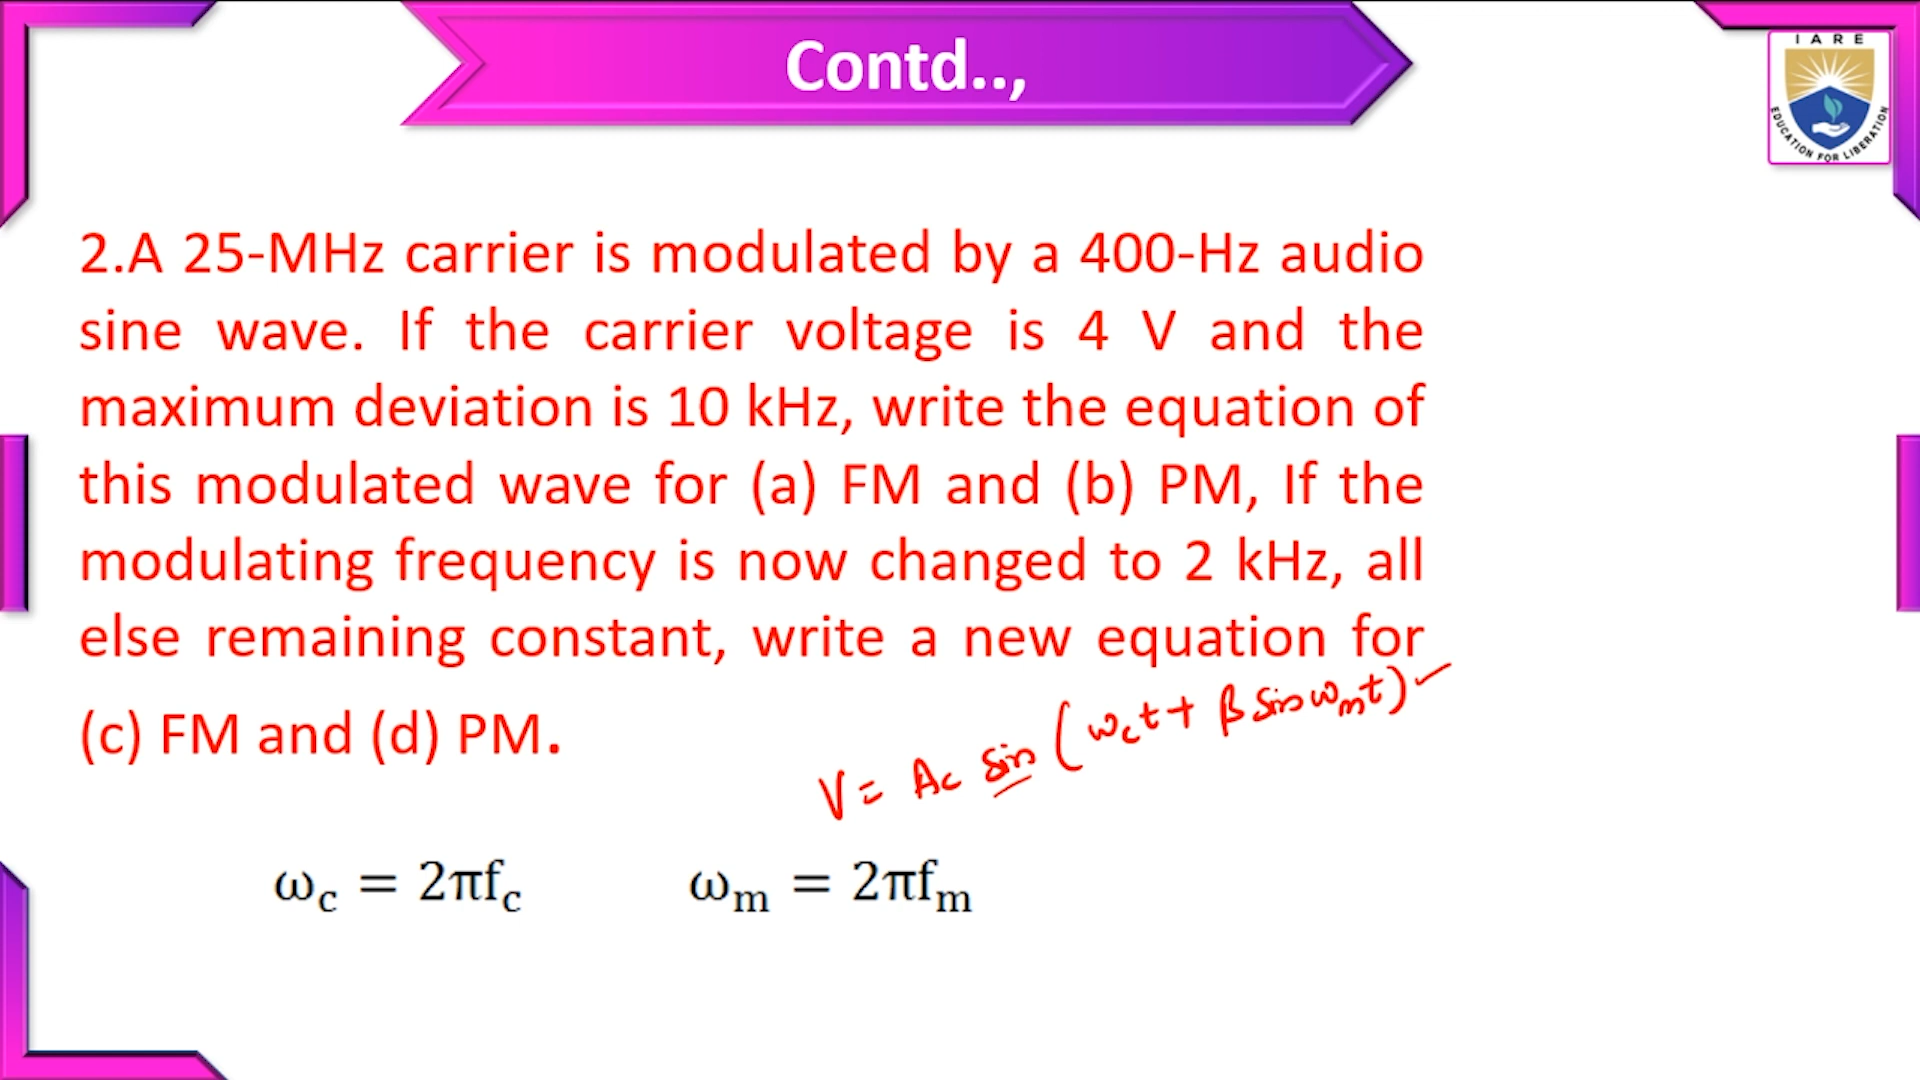 Contd..,
I A R E
EDUCATION FOR LIBERATION
2.A 25-MHz carrier is modulated by a 400-Hz audio
sine wave. If the carrier voltage is 4 V and the
maximum deviation is 10 kHz, write the equation of
this modulated wave for (a) FM and (b) PM, If the
modulating frequency is now changed to 2 kHz, all
else remaining constant, write a new equation for
(c) FM and (d) PM.
V = Ac sin (ωct + β sin ωmt)
ωc = 2πfc ωm = 2πfm